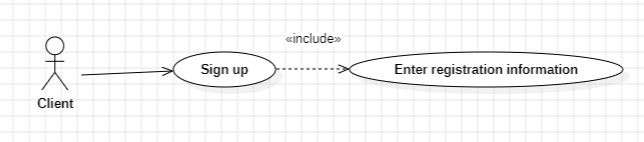 «include»
Sign up
Enter registration information
Client